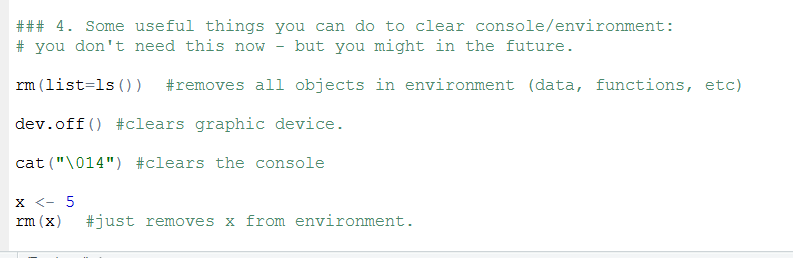 ### 4. Some useful things you can do to clear console/environment:
# you don't need this now - but you might in the future.
rm(list=ls())  #removes all objects in environment (data, functions, etc)
dev.off() #clears graphic device.
cat("\014") #clears the console
x <- 5
rm(x)  #just removes x from environment.